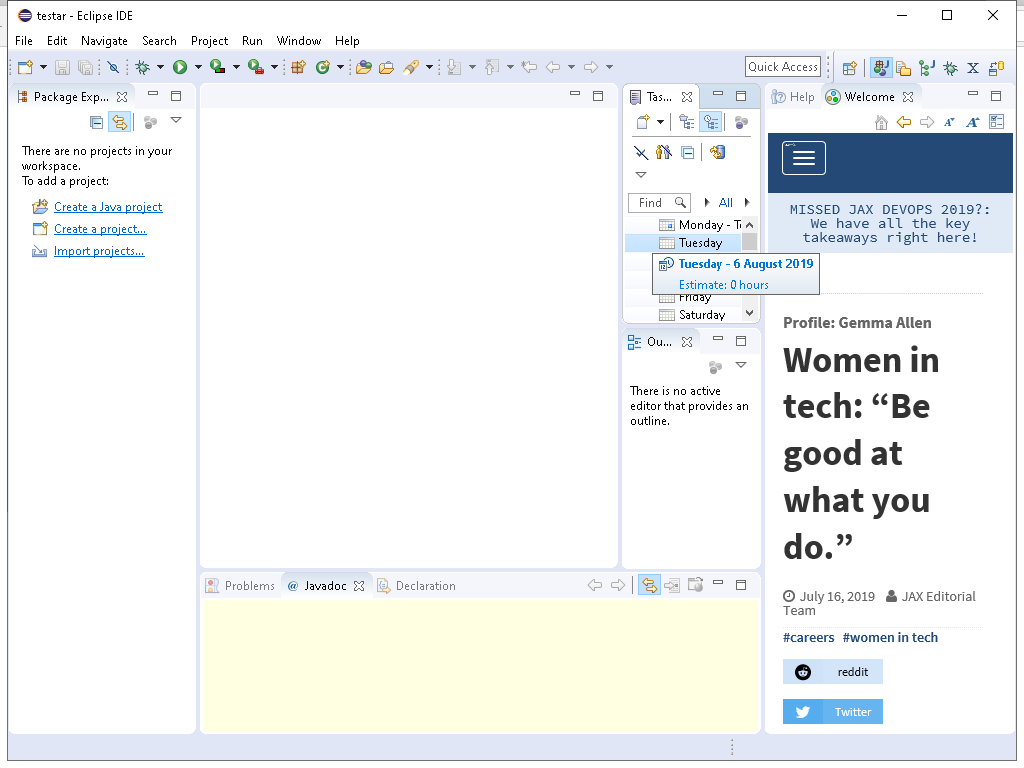 testar - Eclipse IDE
File Edit Navigate Search Project Run Window Help
Quick Access
Package Exp...
There are no projects in your
workspace.
To add a project:
Create a Java project
Create a project...
Import projects...
Tas...
Find
All
Monday - T
Tuesday
Tuesday - 6 August 2019
Estimate: 0 hours
Friday
Saturday
Ou...
There is no active
editor that provides an
outline.
Problems
@ Javadoc
Declaration
Help
Welcome
MISSED JAX DEVOPS 2019?:
We have all the key
takeaways right here!
Profile: Gemma Allen
Women in
tech: “Be
good at
what you
do.”
July 16, 2019 JAX Editorial
Team
#careers #women in tech
reddit
Twitter